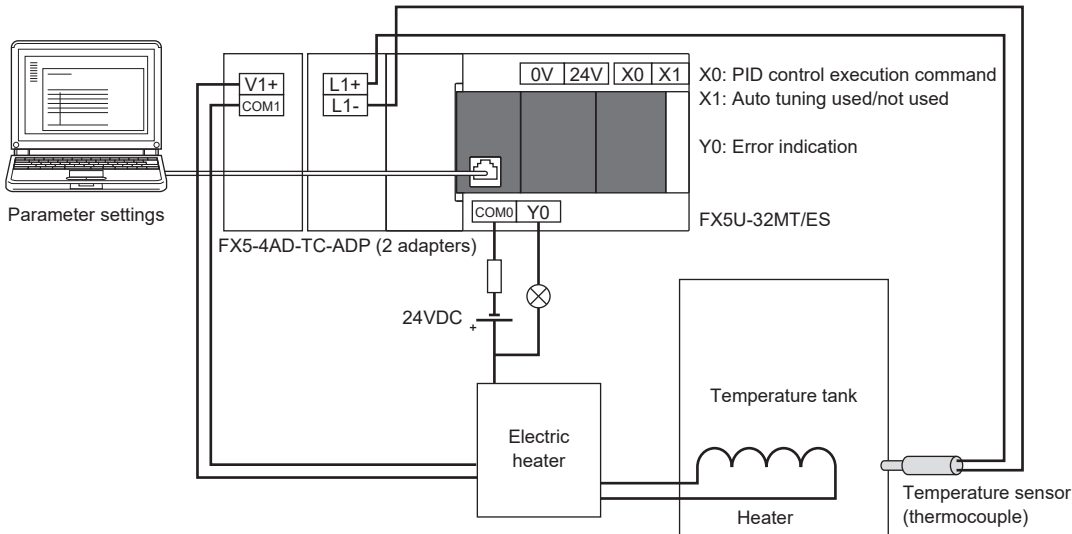 V1+
COM1
L1+
L1-
0V 24V X0 X1
X0: PID control execution command
X1: Auto tuning used/not used
Y0: Error indication
Parameter settings
COM0 Y0
FX5U-32MT/ES
FX5-4AD-TC-ADP (2 adapters)
24VDC
+
Temperature tank
Electric
heater
Heater
Temperature sensor
(thermocouple)